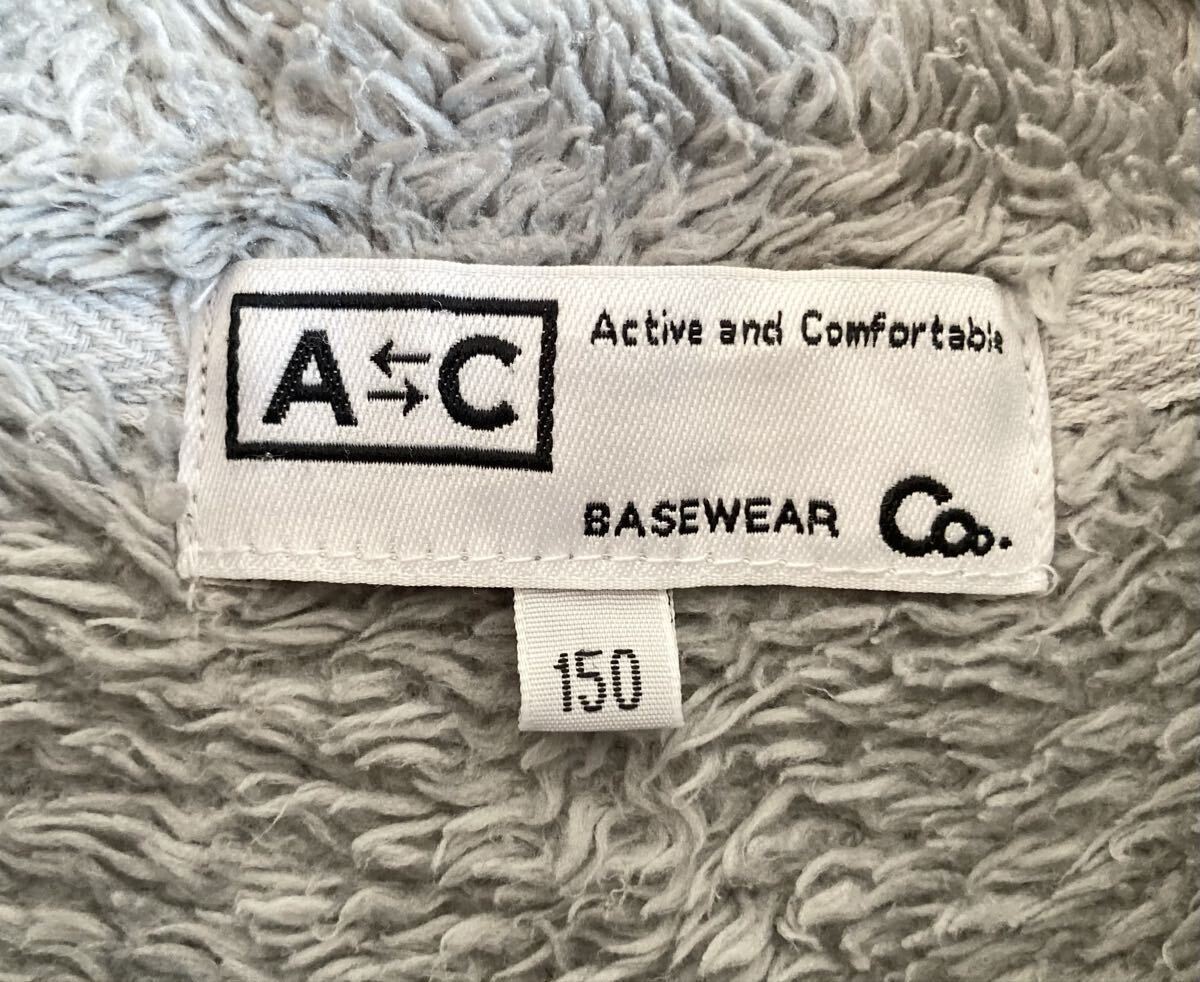 A⇄C
Active and Comfortable
BASEWEAR Co.
150